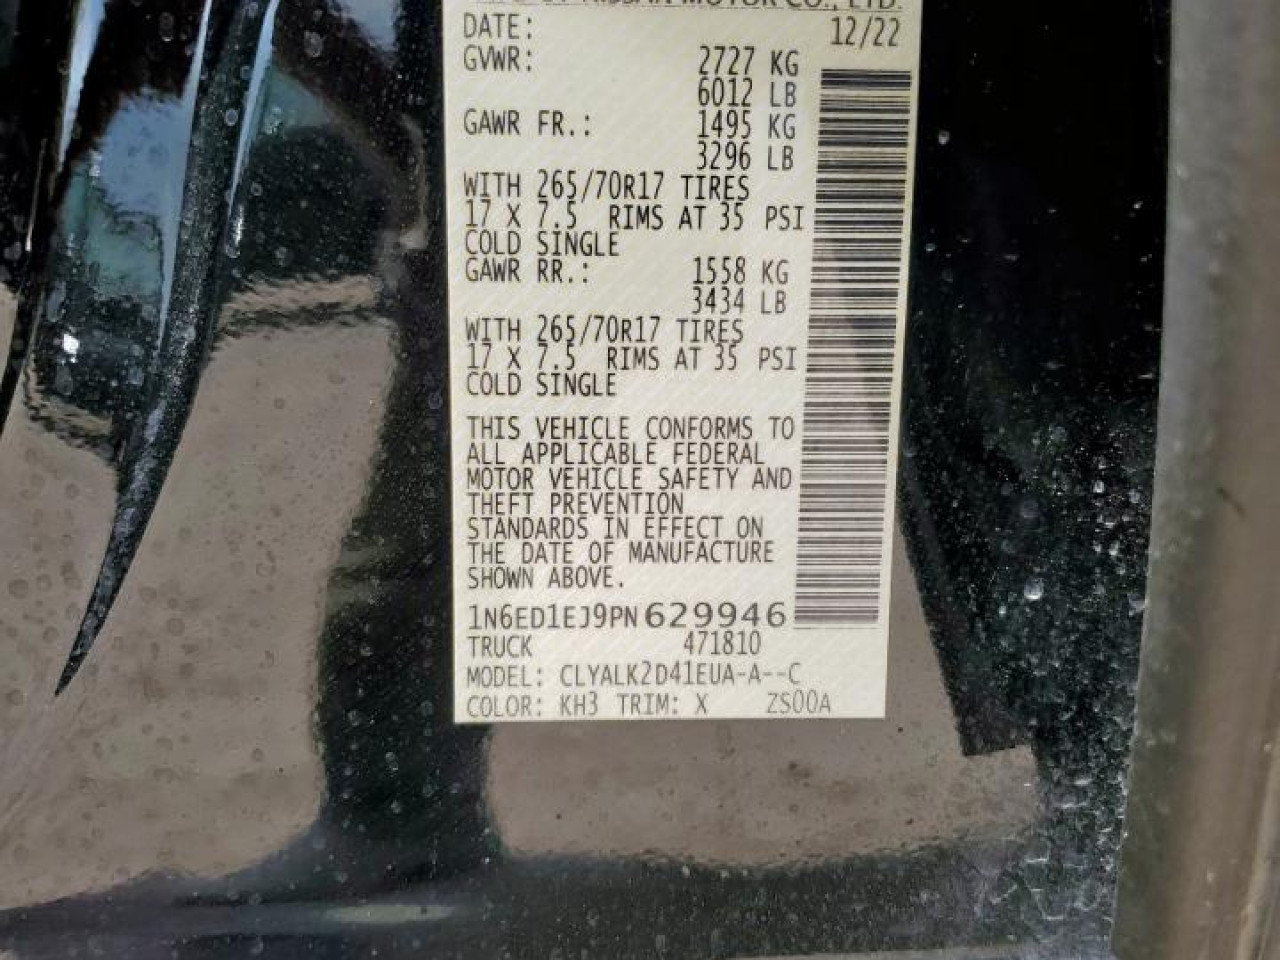 NISSAN MOTOR CO., LTD.
DATE: 12/22
GVWR: 2727 KG
6012 LB
GAWR FR.: 1495 KG
3296 LB
WITH 265/70R17 TIRES
17 X 7.5 RIMS AT 35 PSI
COLD SINGLE
GAWR RR.: 1558 KG
3434 LB
WITH 265/70R17 TIRES
17 X 7.5 RIMS AT 35 PSI
COLD SINGLE
THIS VEHICLE CONFORMS TO
ALL APPLICABLE FEDERAL
MOTOR VEHICLE SAFETY AND
THEFT PREVENTION
STANDARDS IN EFFECT ON
THE DATE OF MANUFACTURE
SHOWN ABOVE.
1N6ED1EJ9PN629946
TRUCK 471810
MODEL: CLYALK2D41EUA-A--C
COLOR: KH3 TRIM: X ZS00A